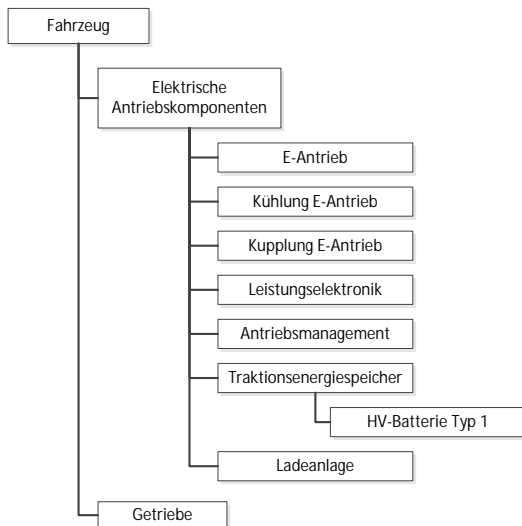 Fahrzeug
Elektrische
Antriebskomponenten
E-Antrieb
Kühlung E-Antrieb
Kupplung E-Antrieb
Leistungselektronik
Antriebsmanagement
Traktionsenergiespeicher
HV-Batterie Typ 1
Ladeanlage
Getriebe